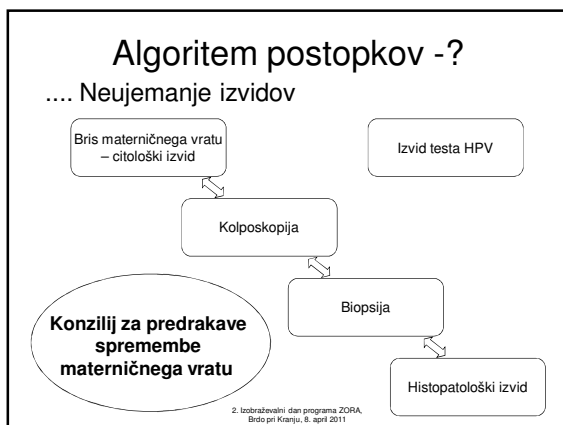 Algoritem postopkov -?
.... Neujemanje izvidov
Bris materničnega vratu
– citološki izvid
Izvid testa HPV
Kolposkopija
Biopsija
Konzilij za predrakave
spremembe
materničnega vratu
Histopatološki izvid
2. Izobraževalni dan programa ZORA,
Brdo pri Kranju, 8. april 2011